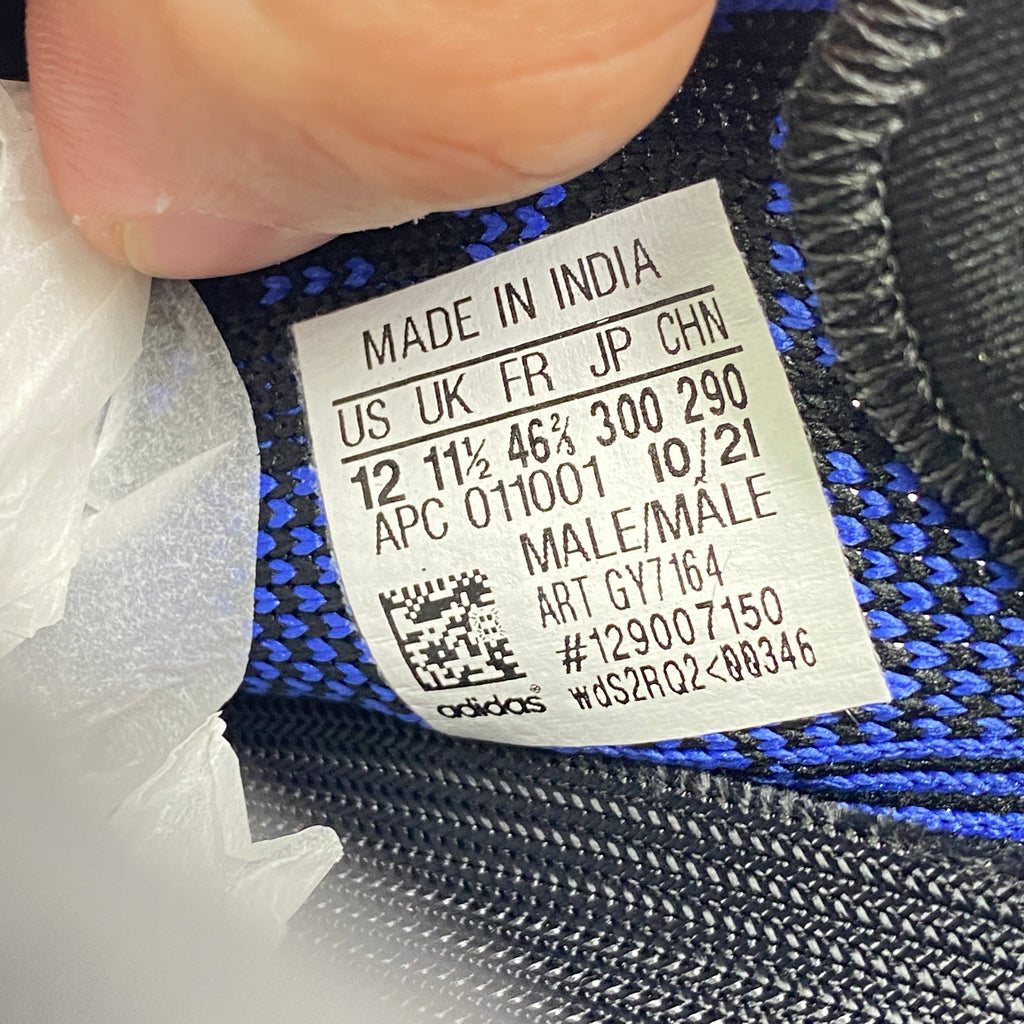 MADE IN INDIA
US UK FR JP CHN
12 11½ 46⅔ 300 290
APC 011001 10/21
MALE/MÂLE
ART GY7164
#129007150
wdS2RQ2<00346
adidas®